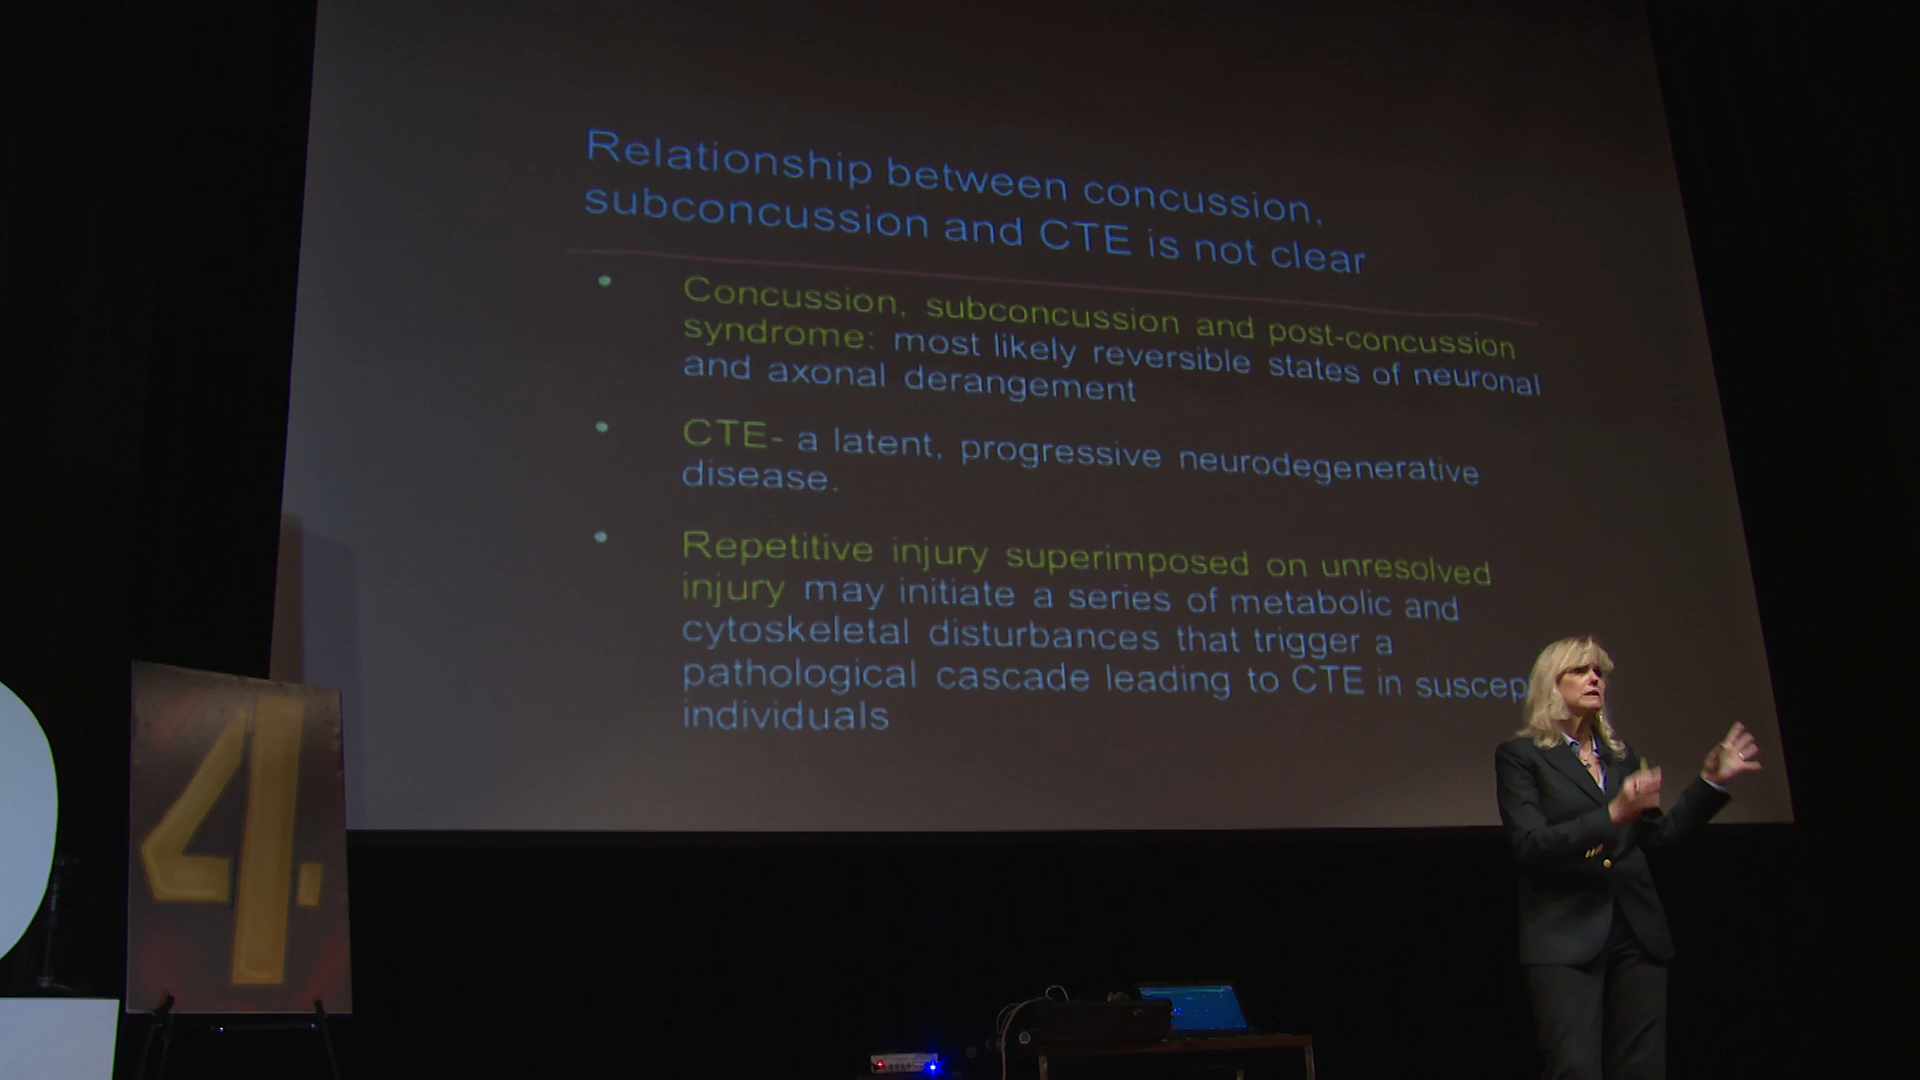 Relationship between concussion,
subconcussion and CTE is not clear
• Concussion, subconcussion and post-concussion
syndrome: most likely reversible states of neuronal
and axonal derangement
• CTE- a latent, progressive neurodegenerative
disease.
• Repetitive injury superimposed on unresolved
injury may initiate a series of metabolic and
cytoskeletal disturbances that trigger a
pathological cascade leading to CTE in suscep
individuals
4.